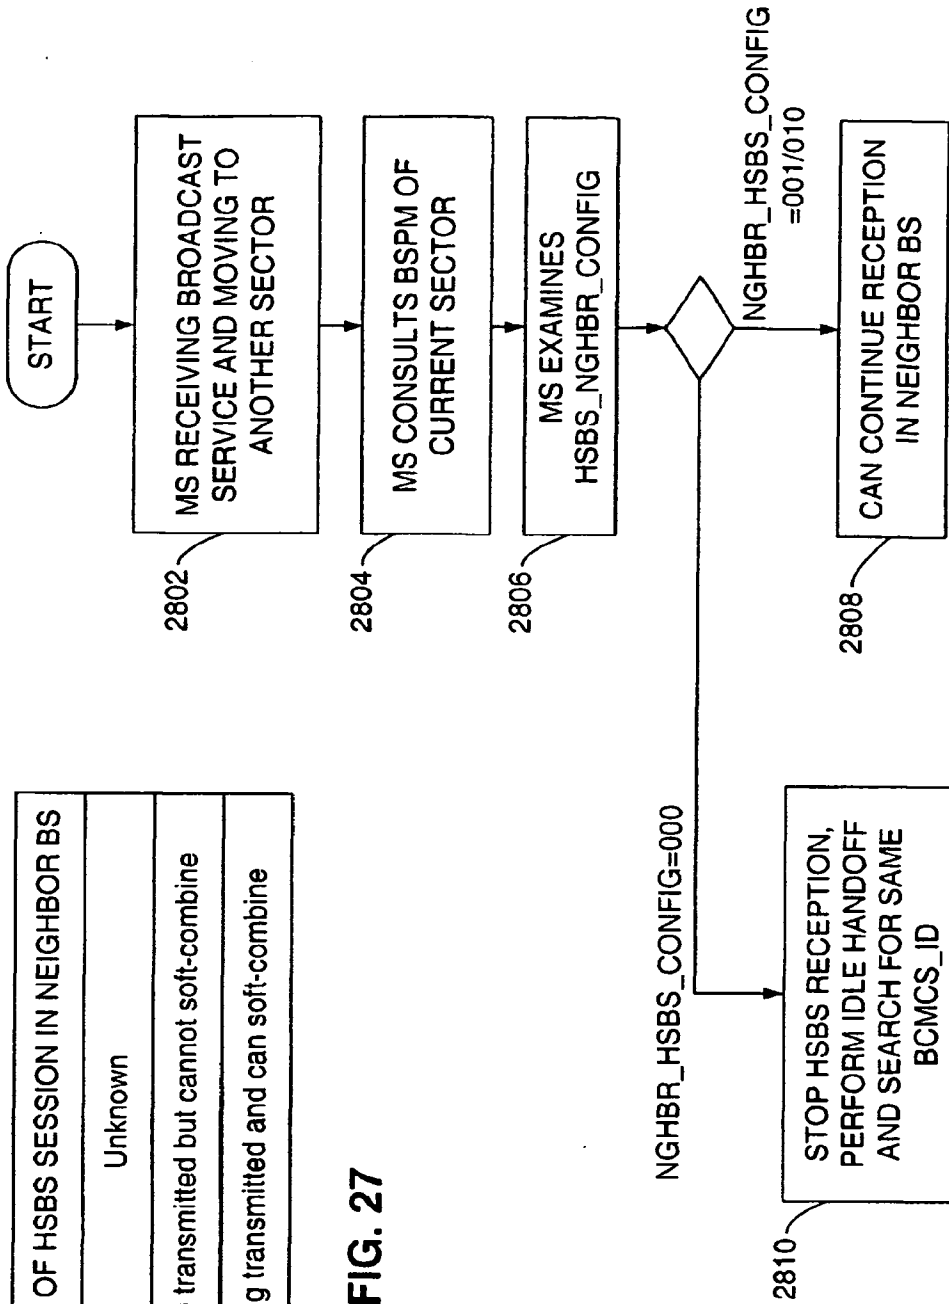 OF HSBS SESSION IN NEIGHBOR BS
Unknown
transmitted but cannot soft-combine
transmitted and can soft-combine
FIG. 27
START
MS RECEIVING BROADCAST
SERVICE AND MOVING TO
ANOTHER SECTOR
2802
MS CONSULTS BSPM OF
CURRENT SECTOR
2804
MS EXAMINES
HSBS_NGHBR_CONFIG
2806
NGHBR_HSBS_CONFIG
=001/010
CAN CONTINUE RECEPTION
IN NEIGHBOR BS
2808
NGHBR_HSBS_CONFIG=000
STOP HSBS RECEPTION,
PERFORM IDLE HANDOFF
AND SEARCH FOR SAME
BCMCS_ID
2810